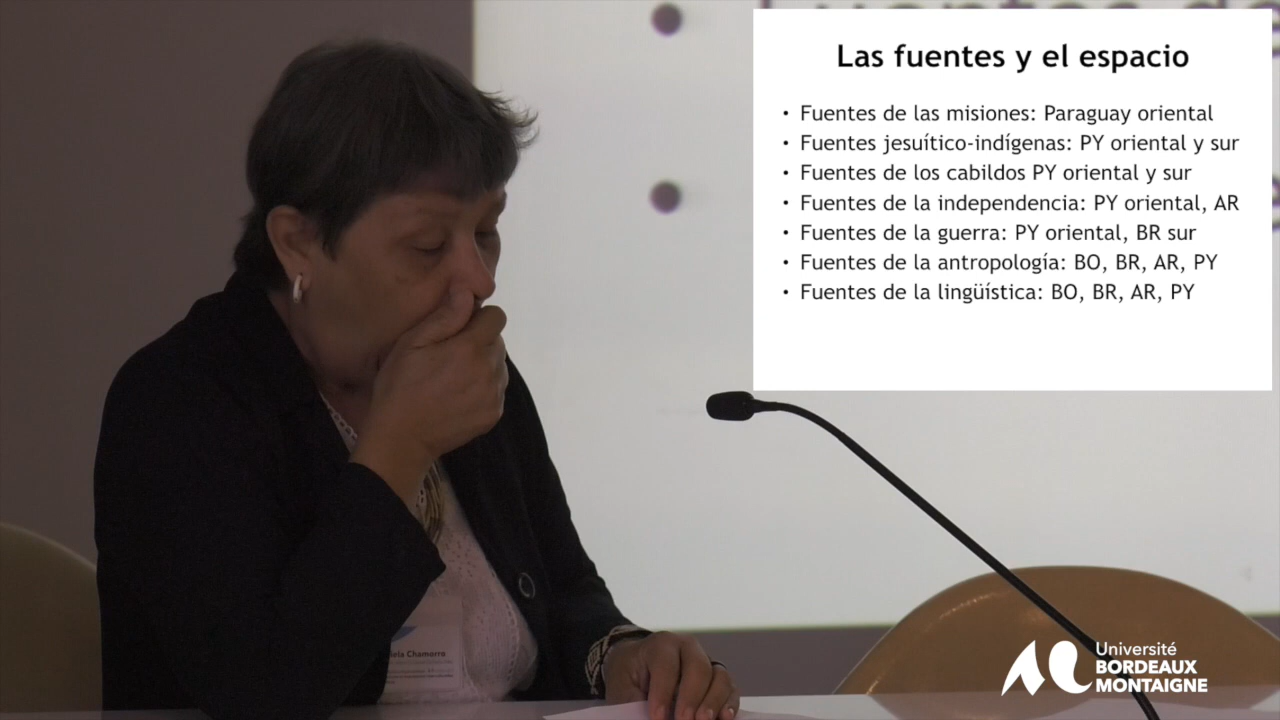 Las fuentes y el espacio
• Fuentes de las misiones: Paraguay oriental
• Fuentes jesuítico-indígenas: PY oriental y sur
• Fuentes de los cabildos PY oriental y sur
• Fuentes de la independencia: PY oriental, AR
• Fuentes de la guerra: PY oriental, BR sur
• Fuentes de la antropología: BO, BR, AR, PY
• Fuentes de la lingüística: BO, BR, AR, PY
Chamorro
Université
BORDEAUX
MONTAIGNE